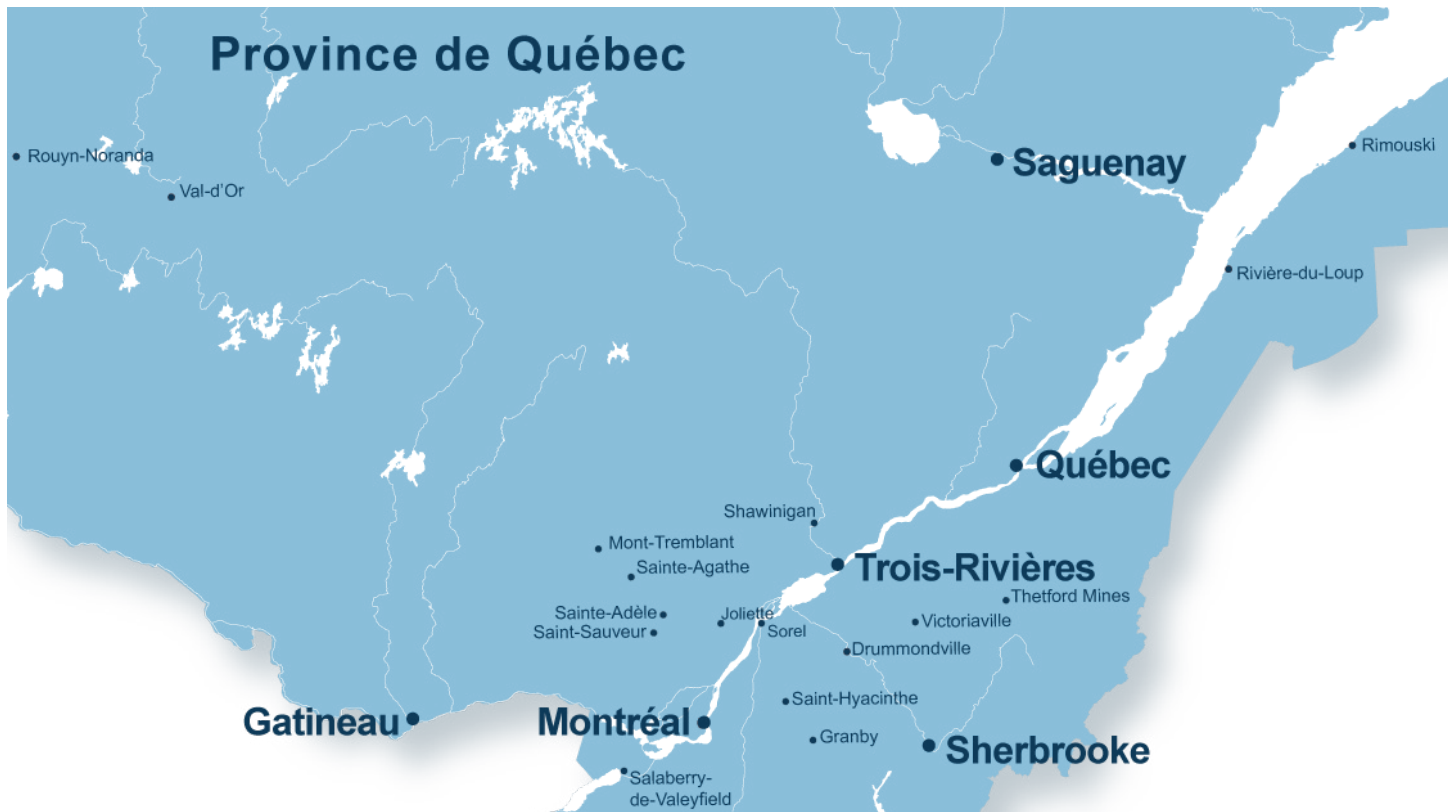 Province de Québec
Rouyn-Noranda
Val-d'Or
Saguenay
Rimouski
Rivière-du-Loup
Québec
Shawinigan
Mont-Tremblant
Sainte-Agathe
Trois-Rivières
Thetford Mines
Sainte-Adèle
Joliette
Victoriaville
Saint-Sauveur
Sorel
Drummondville
Saint-Hyacinthe
Gatineau
Montréal
Granby
Sherbrooke
Salaberry-
de-Valeyfield